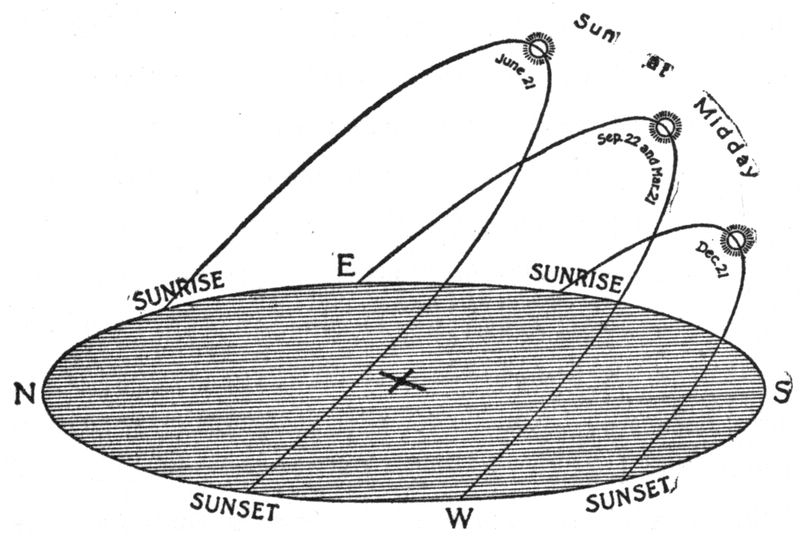 Sun at Midday
June 21
Sep. 22 and Mar. 21
Dec. 21
E
SUNRISE
SUNRISE
N
S
SUNSET
W
SUNSET